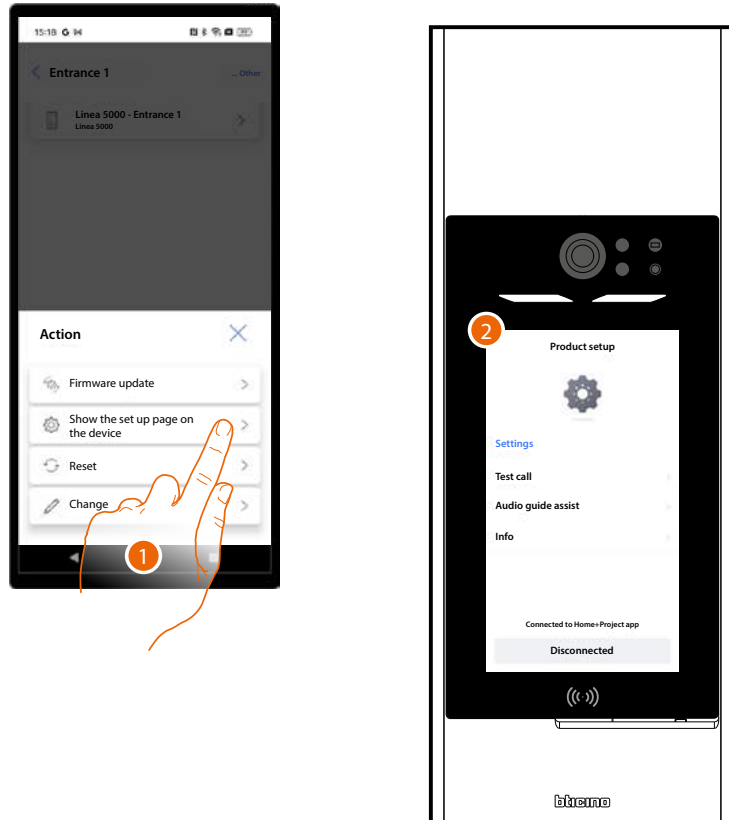 15:18
Entrance 1
... Other
Linea 5000 - Entrance 1
Linea 5000
Action
Firmware update
Show the set up page on
the device
Reset
Change
1
2
Product setup
Settings
Test call
Audio guide assist
Info
Connected to Home+Project app
Disconnected
bticino